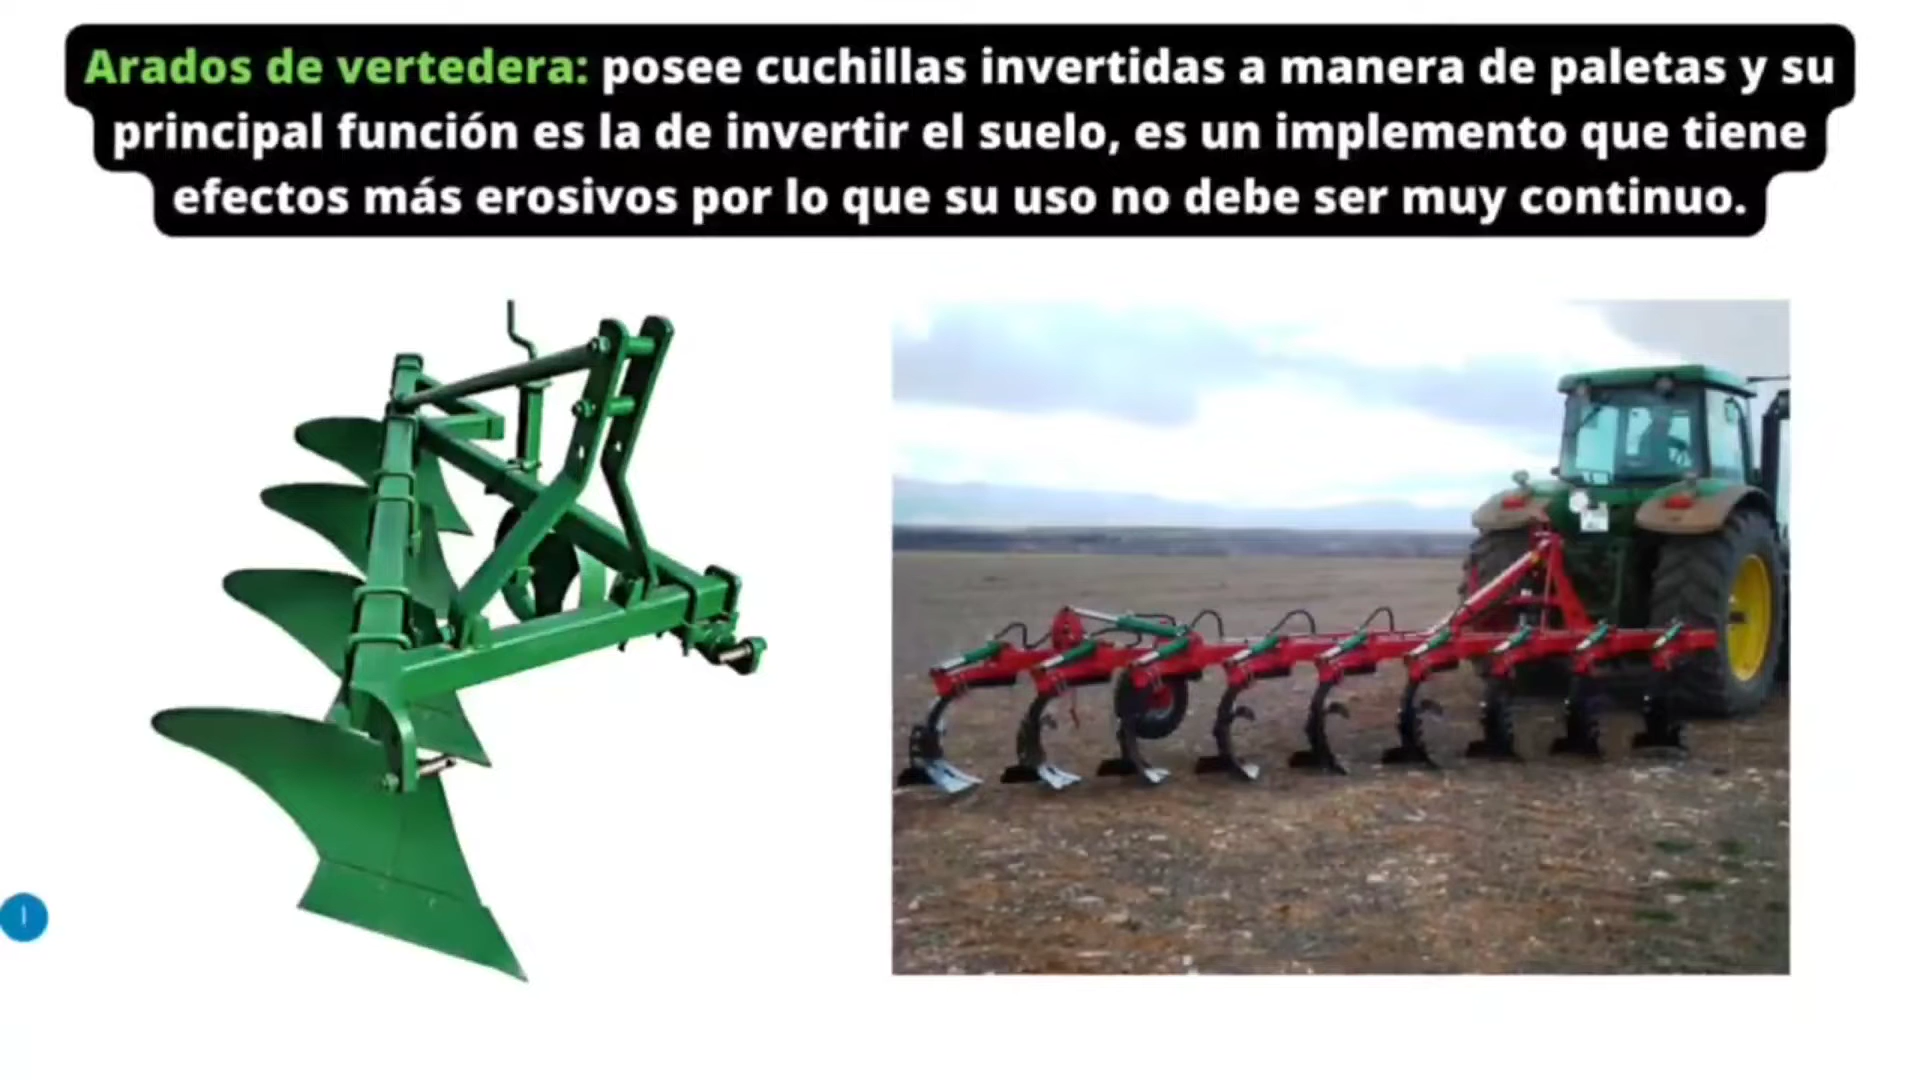 Arados de vertedera: posee cuchillas invertidas a manera de paletas y su
principal función es la de invertir el suelo, es un implemento que tiene
efectos más erosivos por lo que su uso no debe ser muy continuo.